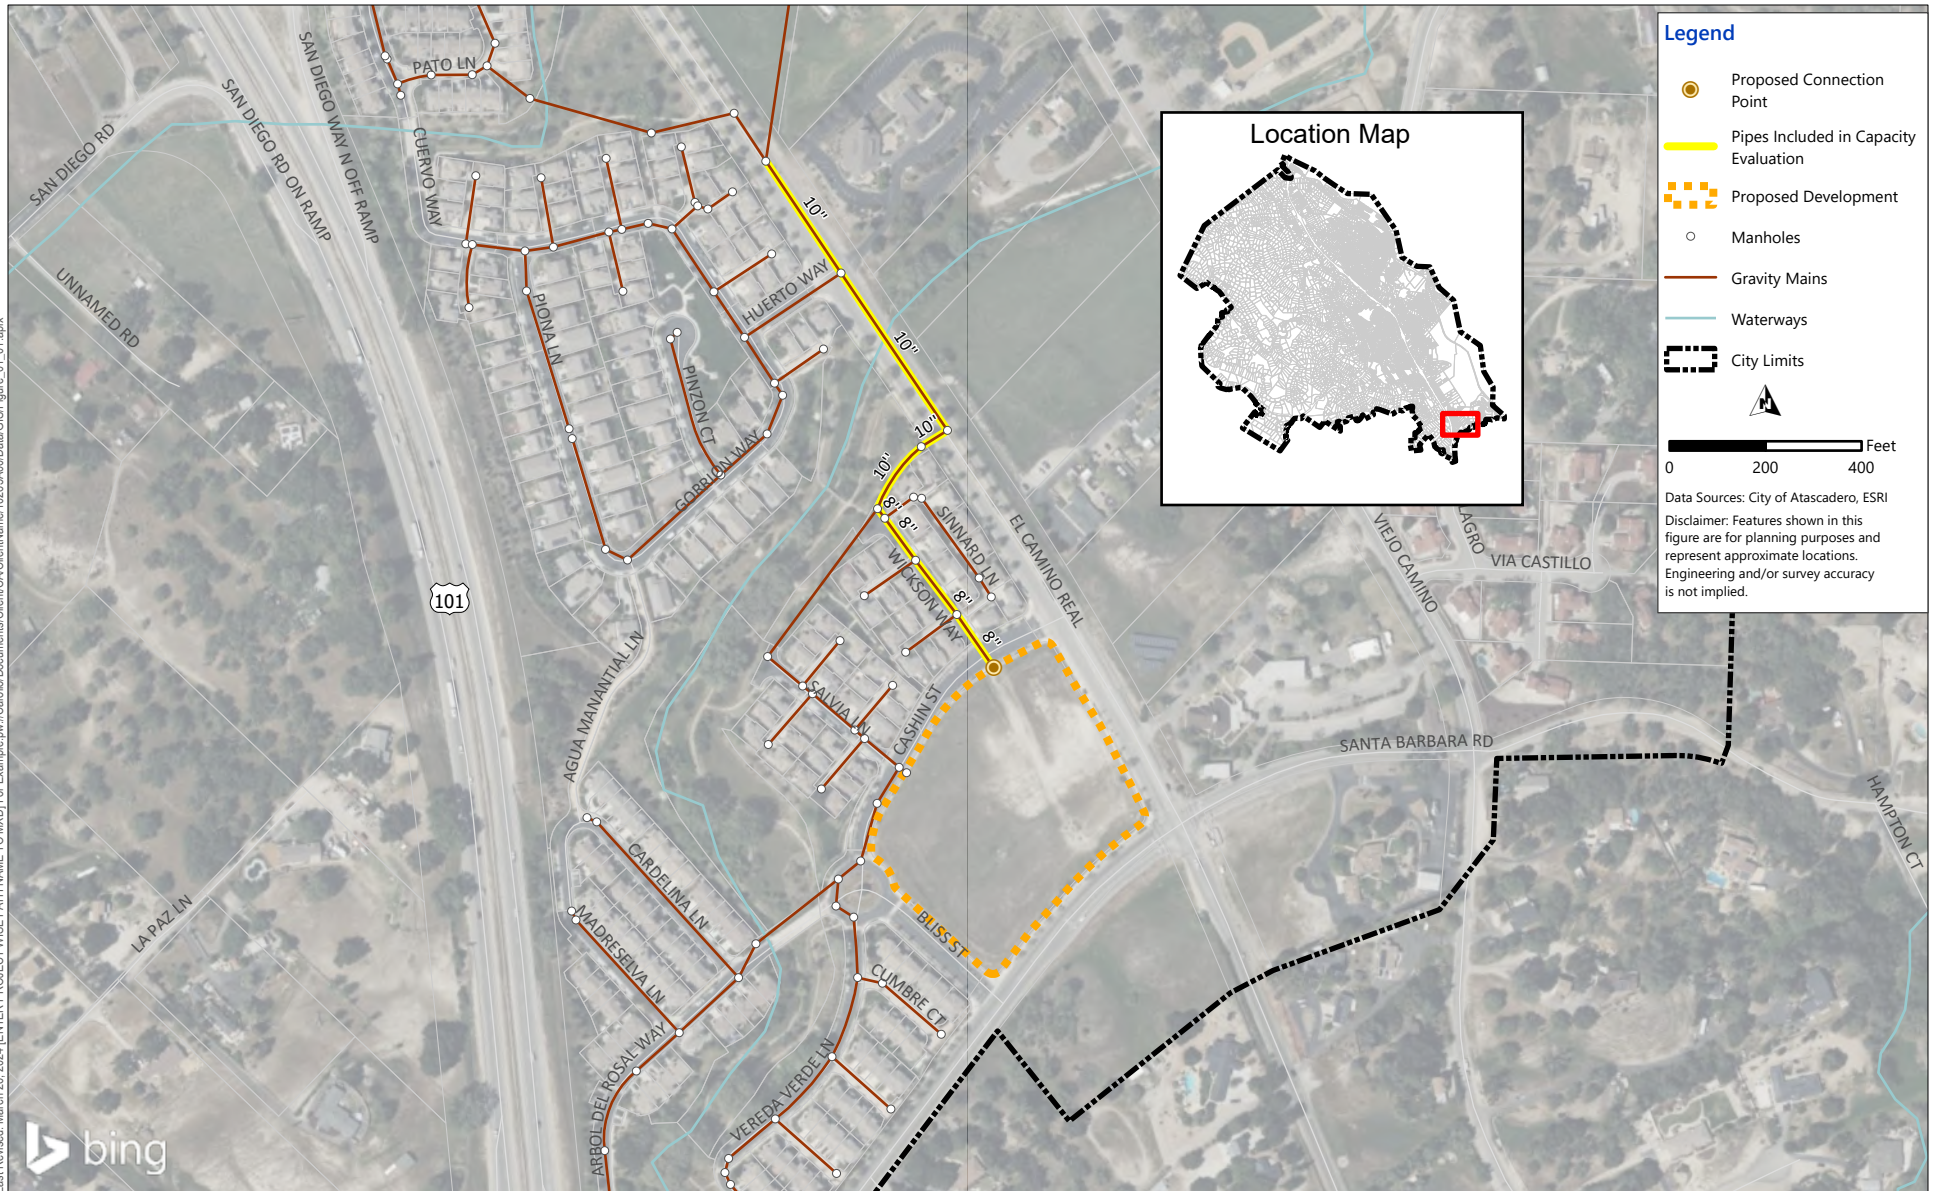 Legend
Proposed Connection
Point
Pipes Included in Capacity
Evaluation
Proposed Development
Manholes
Gravity Mains
Waterways
City Limits
N
Feet
0 200 400
Data Sources: City of Atascadero, ESRI
Disclaimer: Features shown in this
figure are for planning purposes and
represent approximate locations.
Engineering and/or survey accuracy
is not implied.
Location Map
PATO LN
SAN DIEGO WAY N OFF RAMP
SAN DIEGO RD ON RAMP
SAN DIEGO RD
CUERVO WAY
UNNAMED RD
PIONA LN
HUERTO WAY
PINZON CT
GORRION WAY
10"
10"
10"
10"
8"
8"
8"
8"
SINNARD LN
WICKSON WAY
EL CAMINO REAL
VIEJO CAMINO
LAGRO
VIA CASTILLO
101
AGUA MANANTIAL LN
SALVIA LN
CASHIN ST
SANTA BARBARA RD
HAMPTON CT
CARDELINA LN
MADRESELVA LN
LA PAZ LN
BLISS ST
CUMBRE CT
ARBOL DEL ROSAL WAY
VEREDA VERDE LN
bing